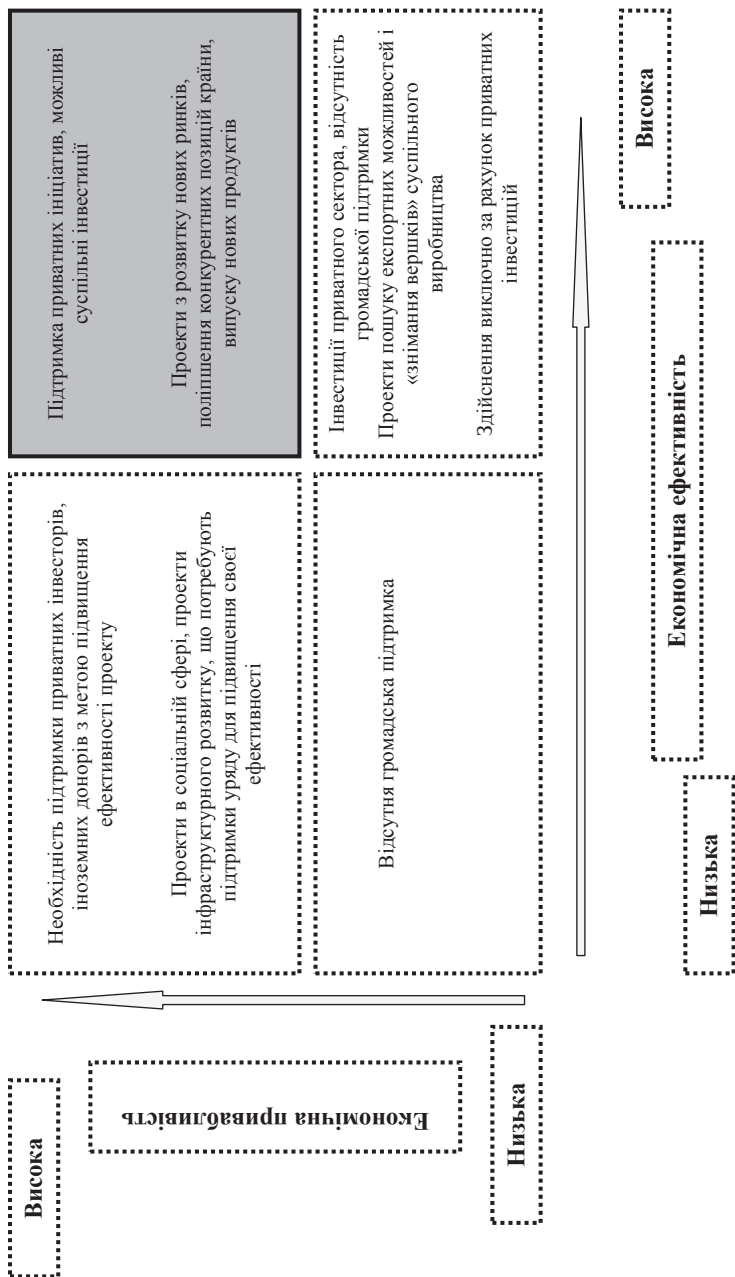 Висока
Економічна привабливість
Низька
Необхідність підтримки приватних інвесторів,
іноземних донорів з метою підвищення
ефективності проекту
Проекти в соціальній сфері, проекти
інфраструктурного розвитку, що потребують
підтримки уряду для підвищення своєї
ефективності
Підтримка приватних ініціатив, можливі
суспільні інвестиції
Проекти з розвитку нових ринків,
поліпшення конкурентних позицій країни,
випуску нових продуктів
Відсутня громадська підтримка
Інвестиції приватного сектора, відсутність
громадської підтримки
Проекти пошуку експортних можливостей і
«знімання вершків» суспільного
виробництва
Здійснення виключно за рахунок приватних
інвестицій
Низька
Економічна ефективність
Висока